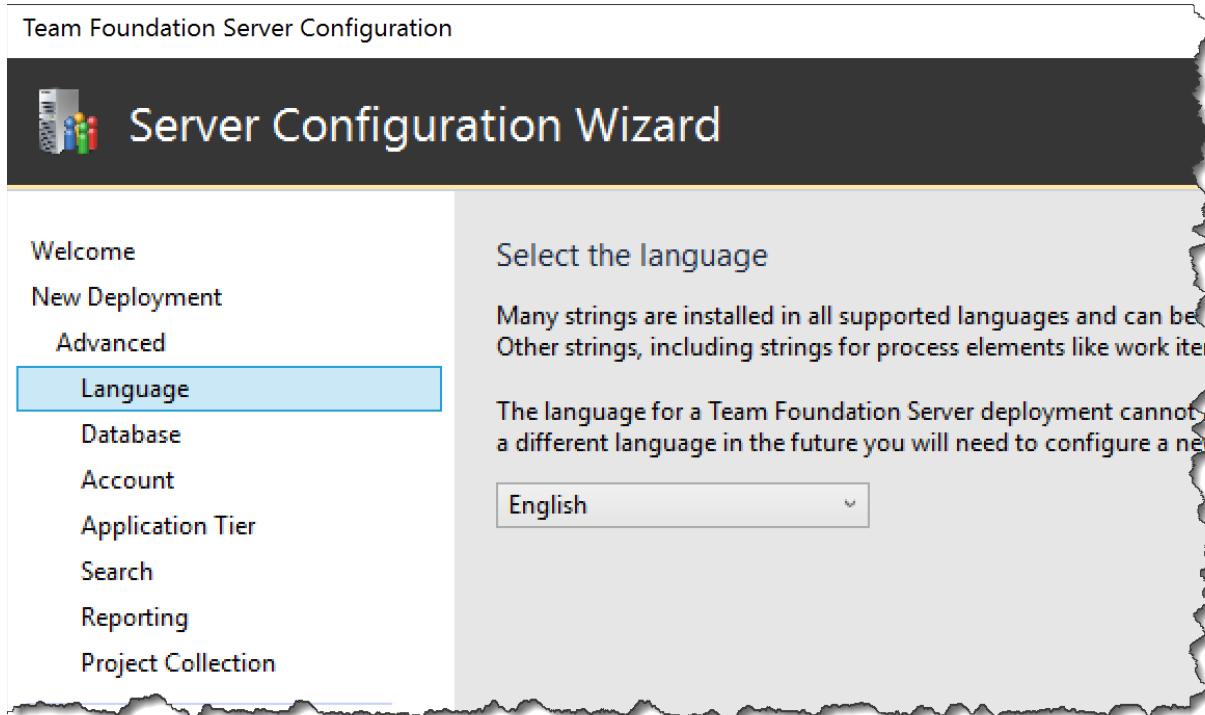 Team Foundation Server Configuration
Server Configuration Wizard
Welcome
New Deployment
Advanced
Language
Database
Account
Application Tier
Search
Reporting
Project Collection
Select the language
Many strings are installed in all supported languages and can be
Other strings, including strings for process elements like work
The language for a Team Foundation Server deployment cannot
a different language in the future you will need to configure a
English